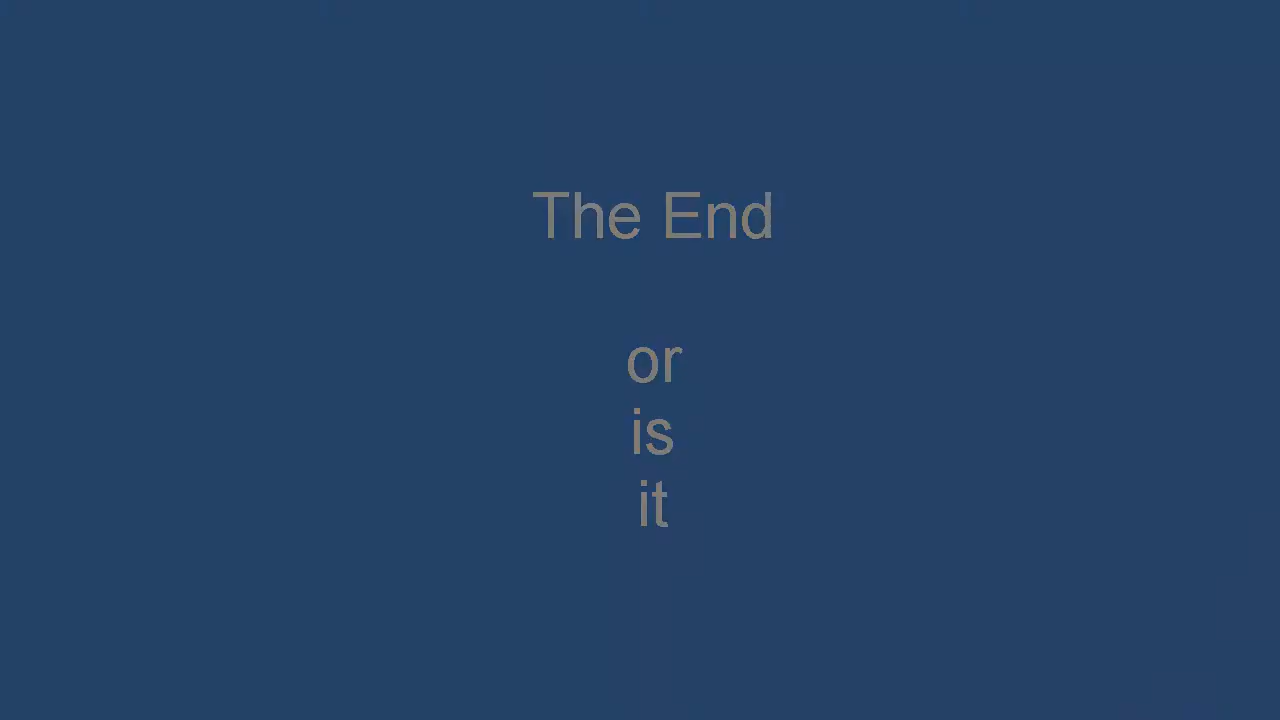 The End
or
is
it